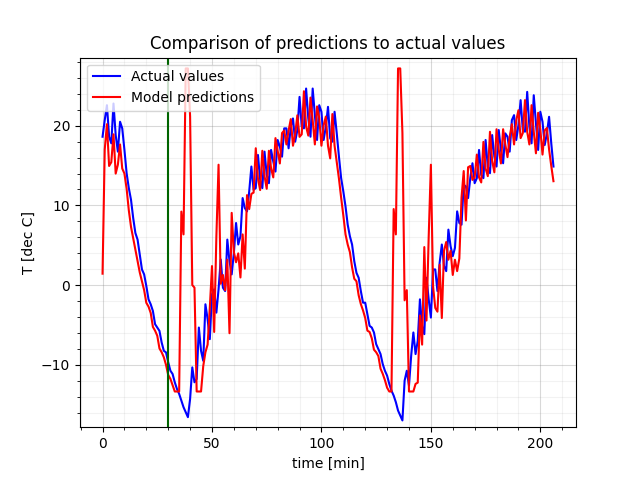 Comparison of predictions to actual values
Actual values
Model predictions
20
10
0
−10
T [dec C]
0 50 100 150 200
time [min]